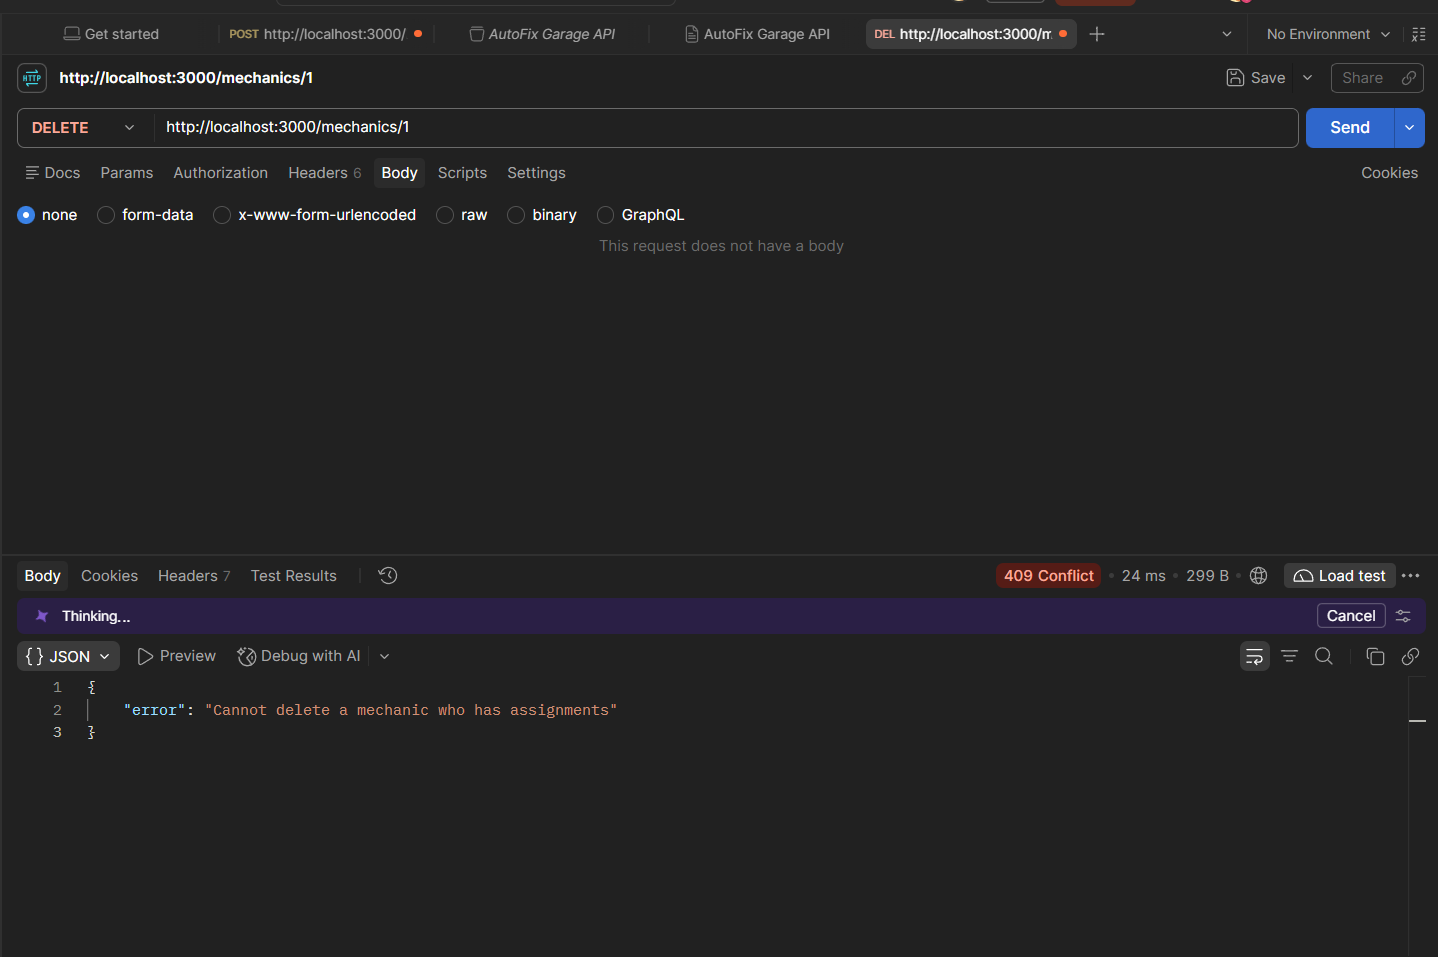 Get started
POST http://localhost:3000/
AutoFix Garage API
AutoFix Garage API
DEL http://localhost:3000/m
No Environment
HTTP http://localhost:3000/mechanics/1
Save
Share
DELETE
http://localhost:3000/mechanics/1
Send
Docs Params Authorization Headers 6 Body Scripts Settings
Cookies
none form-data x-www-form-urlencoded raw binary GraphQL
This request does not have a body
Body Cookies Headers 7 Test Results
409 Conflict • 24 ms • 299 B •
Load test
Thinking...
Cancel
{} JSON
Preview
Debug with AI
1 {
2 "error": "Cannot delete a mechanic who has assignments"
3 }